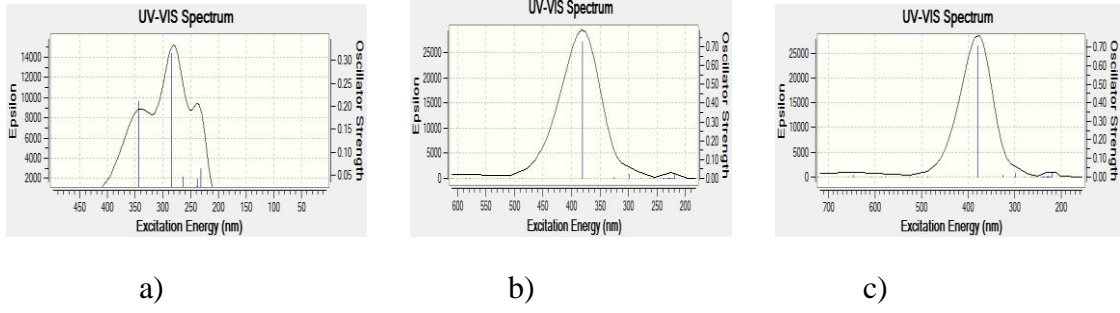 UV-VIS Spectrum
Epsilon
14000
12000
10000
8000
6000
4000
2000
0.30
0.25
0.20
0.15
0.10
0.05
Oscillator Strength
450 400 350 300 250 200 150 100 50
Excitation Energy (nm)
a)
UV-VIS Spectrum
Epsilon
25000
20000
15000
10000
5000
0
0.70
0.60
0.50
0.40
0.30
0.20
0.10
0.00
Oscillator Strength
600 550 500 450 400 350 300 250 200
Excitation Energy (nm)
b)
UV-VIS Spectrum
Epsilon
25000
20000
15000
10000
5000
0
0.70
0.60
0.50
0.40
0.30
0.20
0.10
0.00
Oscillator Strength
700 600 500 400 300 200
Excitation Energy (nm)
c)